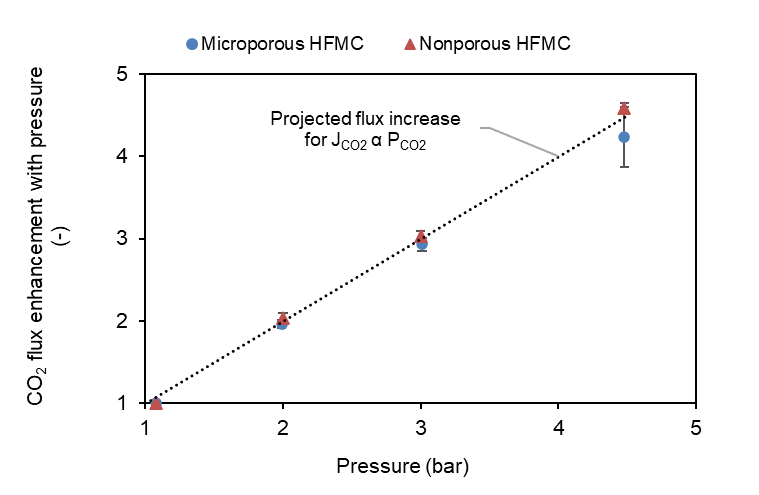 Microporous HFMC
Nonporous HFMC
CO2 flux enhancement with pressure
(-)
5
4
3
2
1
Projected flux increase
for JCO2 α PCO2
1
2
3
4
5
Pressure (bar)